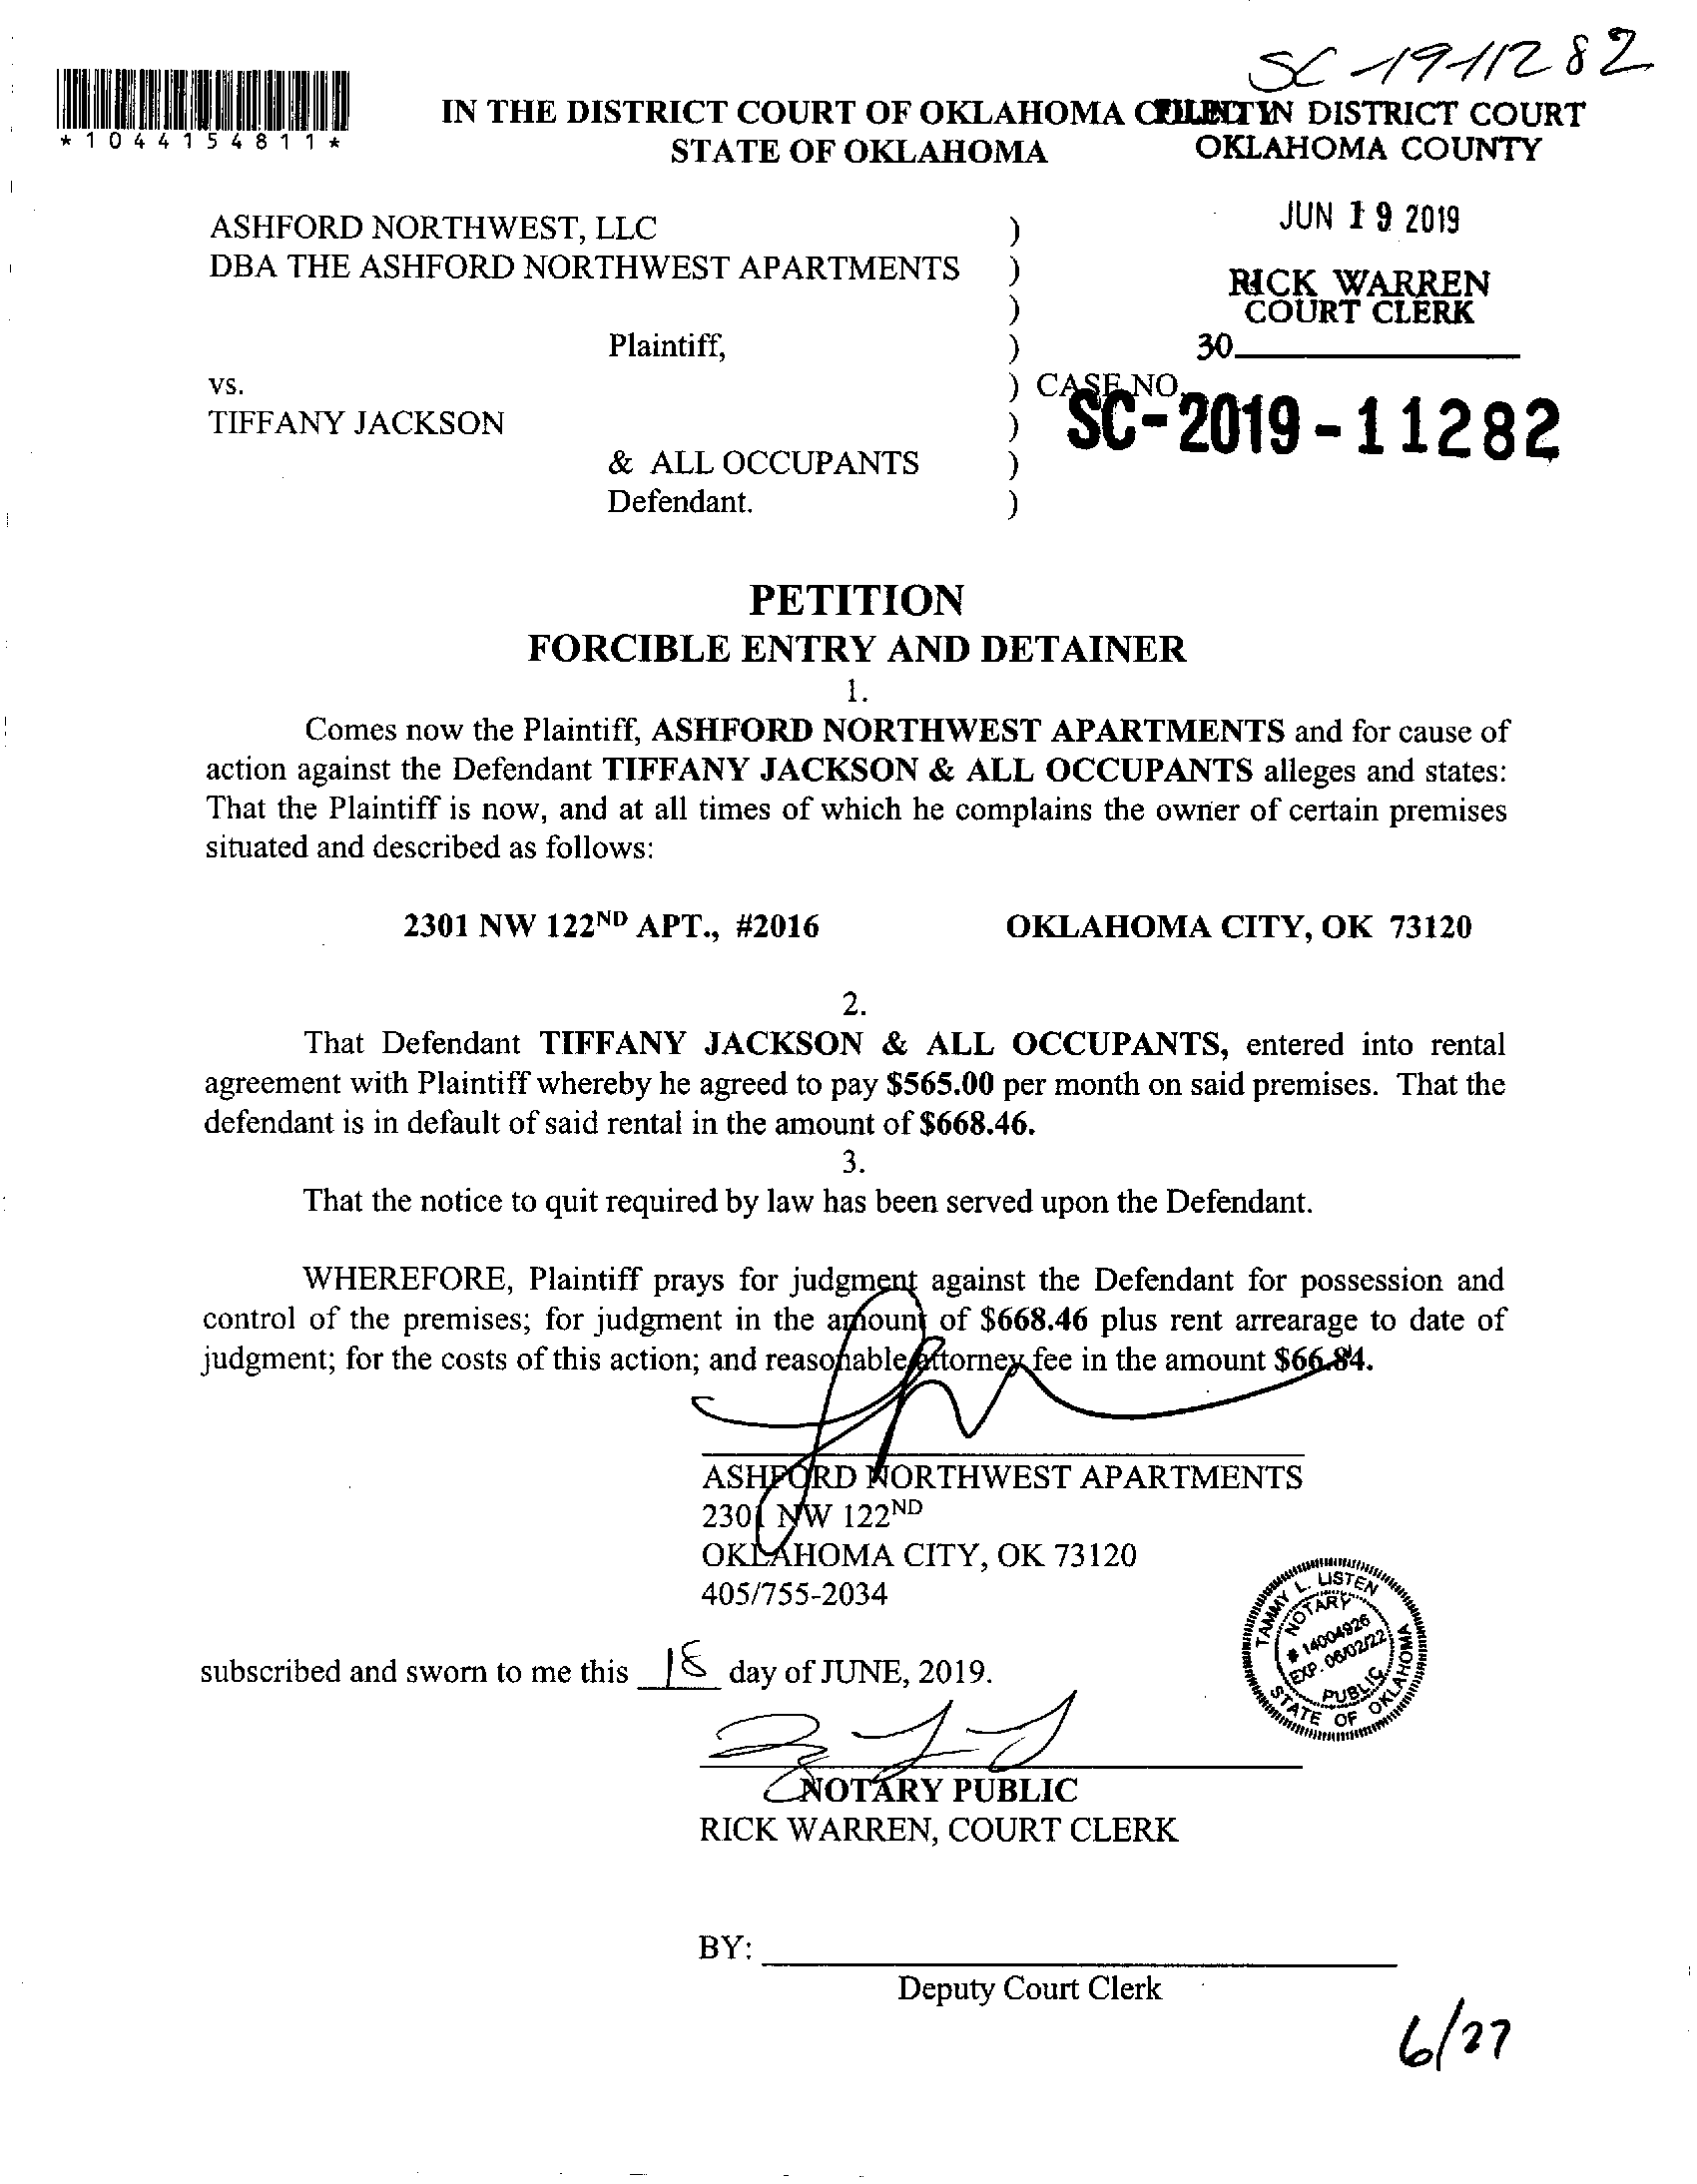 SC-19-11282
*1044154811*
IN THE DISTRICT COURT OF OKLAHOMA
FILED IN DISTRICT COURT
STATE OF OKLAHOMA
OKLAHOMA COUNTY
JUN 19 2019
RICK WARREN
COURT CLERK
30
ASHFORD NORTHWEST, LLC )
DBA THE ASHFORD NORTHWEST APARTMENTS )
)
Plaintiff, )
vs. ) CASE NO.
SC-2019-11282
TIFFANY JACKSON )
& ALL OCCUPANTS )
Defendant. )
PETITION
FORCIBLE ENTRY AND DETAINER
1.
Comes now the Plaintiff, ASHFORD NORTHWEST APARTMENTS and for cause of
action against the Defendant TIFFANY JACKSON & ALL OCCUPANTS alleges and states:
That the Plaintiff is now, and at all times of which he complains the owner of certain premises
situated and described as follows:
2301 NW 122ND APT., #2016 OKLAHOMA CITY, OK 73120
2.
That Defendant TIFFANY JACKSON & ALL OCCUPANTS, entered into rental
agreement with Plaintiff whereby he agreed to pay $565.00 per month on said premises. That the
defendant is in default of said rental in the amount of $668.46.
3.
That the notice to quit required by law has been served upon the Defendant.
WHEREFORE, Plaintiff prays for judgment against the Defendant for possession and
control of the premises; for judgment in the amount of $668.46 plus rent arrearage to date of
judgment; for the costs of this action; and reasonable attorney fee in the amount $66.84.
ASHFORD NORTHWEST APARTMENTS
2301 NW 122ND
OKLAHOMA CITY, OK 73120
405/755-2034
TAMMY L. LISTEN
NOTARY
# 14004926
EXP. 06/02/22
PUBLIC
STATE OF OKLAHOMA
subscribed and sworn to me this 18 day of JUNE, 2019.
NOTARY PUBLIC
RICK WARREN, COURT CLERK
BY:
Deputy Court Clerk
6/27